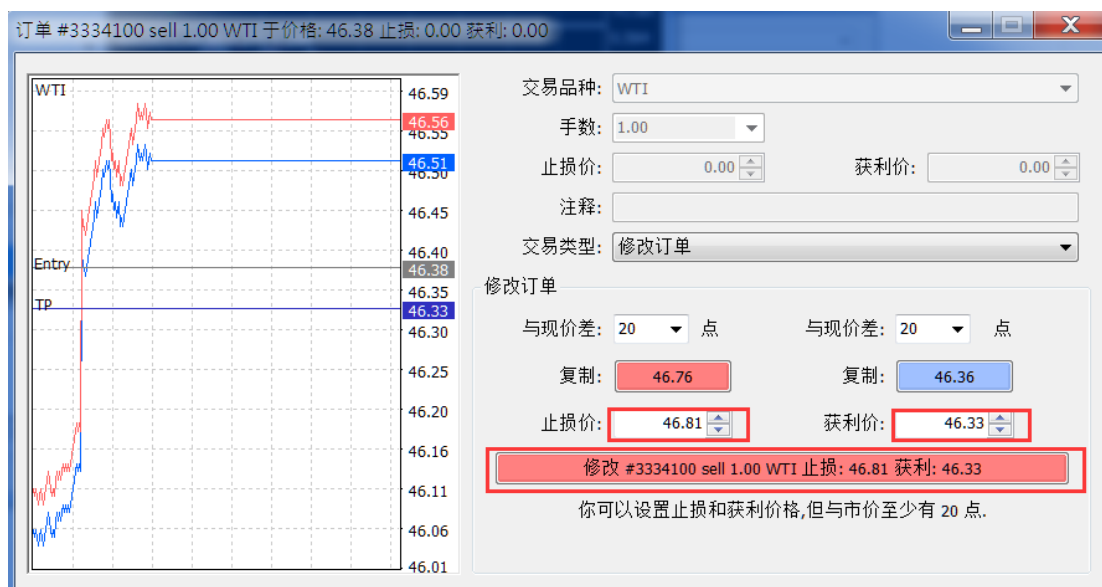 订单 #3334100 sell 1.00 WTI 于价格: 46.38 止损: 0.00 获利: 0.00
WTI
46.59
46.56
46.55
46.51
46.50
46.45
46.40
Entry
46.38
46.35
TP
46.33
46.30
46.25
46.20
46.16
46.11
46.06
46.01
交易品种: WTI
手数: 1.00
止损价: 0.00 获利价: 0.00
注释:
交易类型: 修改订单
修改订单
与现价差: 20 点 与现价差: 20 点
复制: 46.76 复制: 46.36
止损价: 46.81 获利价: 46.33
修改 #3334100 sell 1.00 WTI 止损: 46.81 获利: 46.33
你可以设置止损和获利价格,但与市价至少有 20 点.